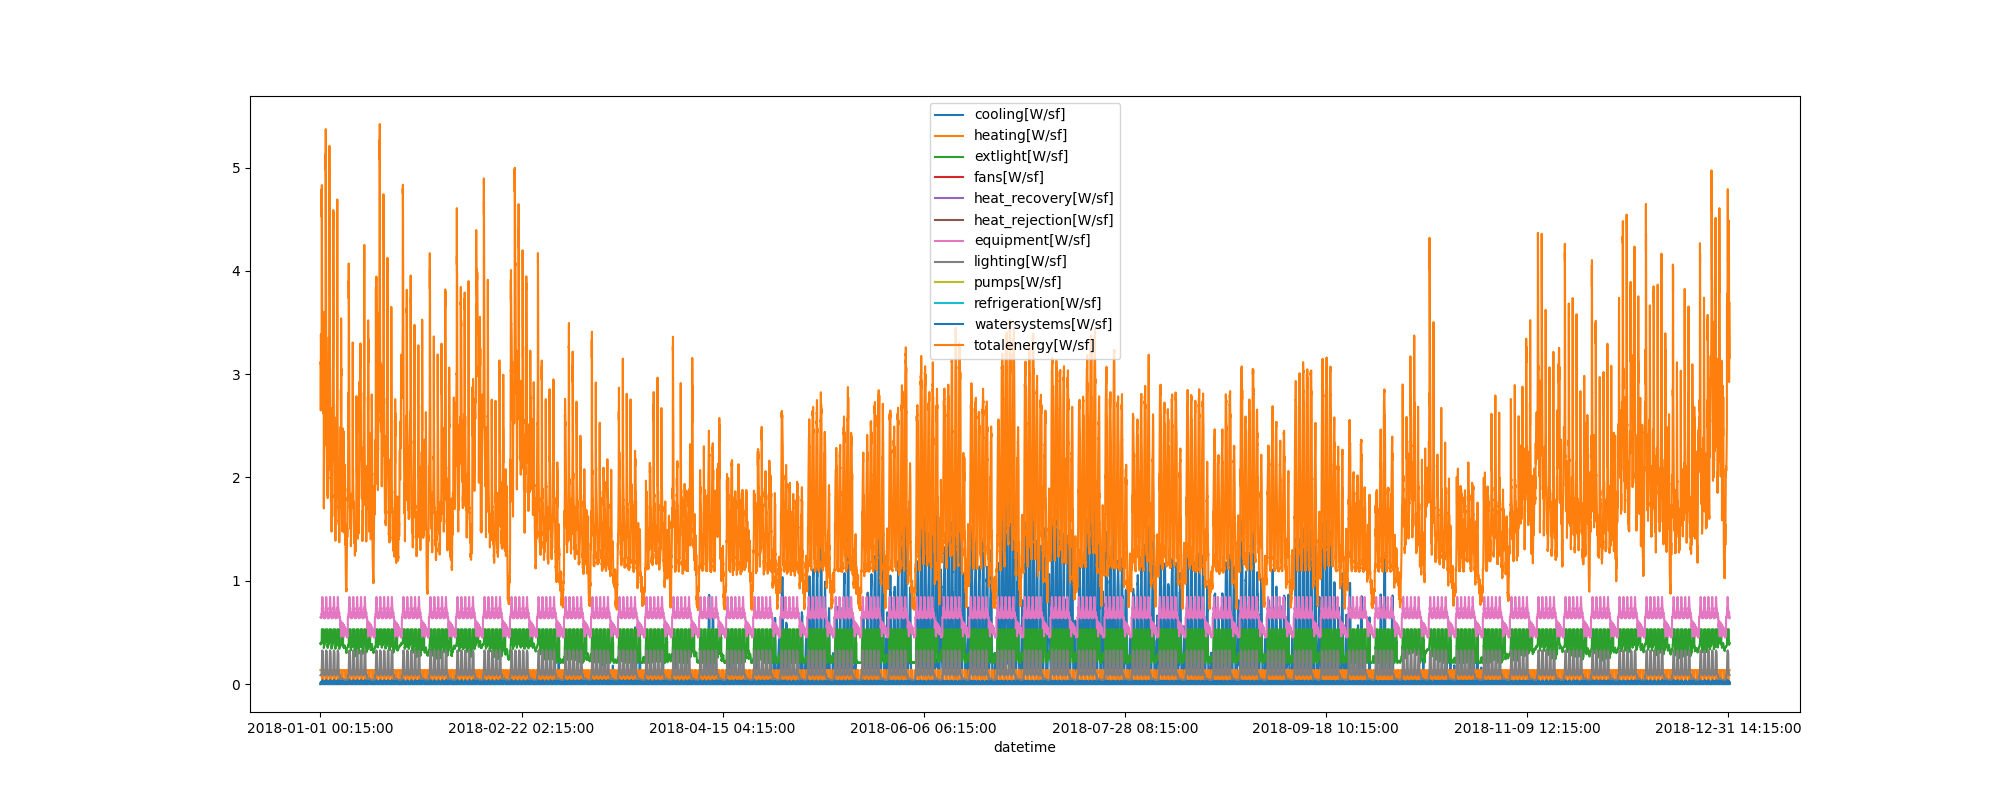 cooling[W/sf]
heating[W/sf]
extlight[W/sf]
fans[W/sf]
heat_recovery[W/sf]
heat_rejection[W/sf]
equipment[W/sf]
lighting[W/sf]
pumps[W/sf]
refrigeration[W/sf]
watersystems[W/sf]
totalenergy[W/sf]
5
4
3
2
1
0
2018-01-01 00:15:00 2018-02-22 02:15:00 2018-04-15 04:15:00 2018-06-06 06:15:00 2018-07-28 08:15:00 2018-09-18 10:15:00 2018-11-09 12:15:00 2018-12-31 14:15:00
datetime